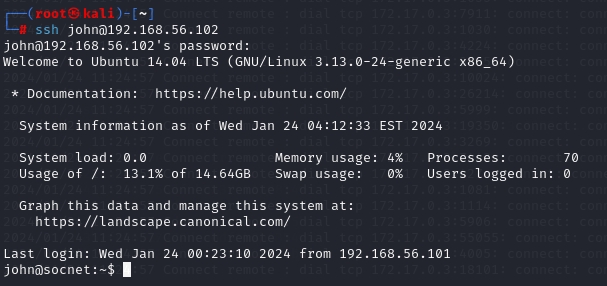 ┌──(root㉿kali)-[~]
└─# ssh john@192.168.56.102
john@192.168.56.102's password:
Welcome to Ubuntu 14.04 LTS (GNU/Linux 3.13.0-24-generic x86_64)
* Documentation:  https://help.ubuntu.com/
System information as of Wed Jan 24 04:12:33 EST 2024
System load: 0.0 Memory usage: 4% Processes: 70
Usage of /: 13.1% of 14.64GB Swap usage: 0% Users logged in: 0
Graph this data and manage this system at:
https://landscape.canonical.com/
Last login: Wed Jan 24 00:23:10 2024 from 192.168.56.101
john@socnet:~$